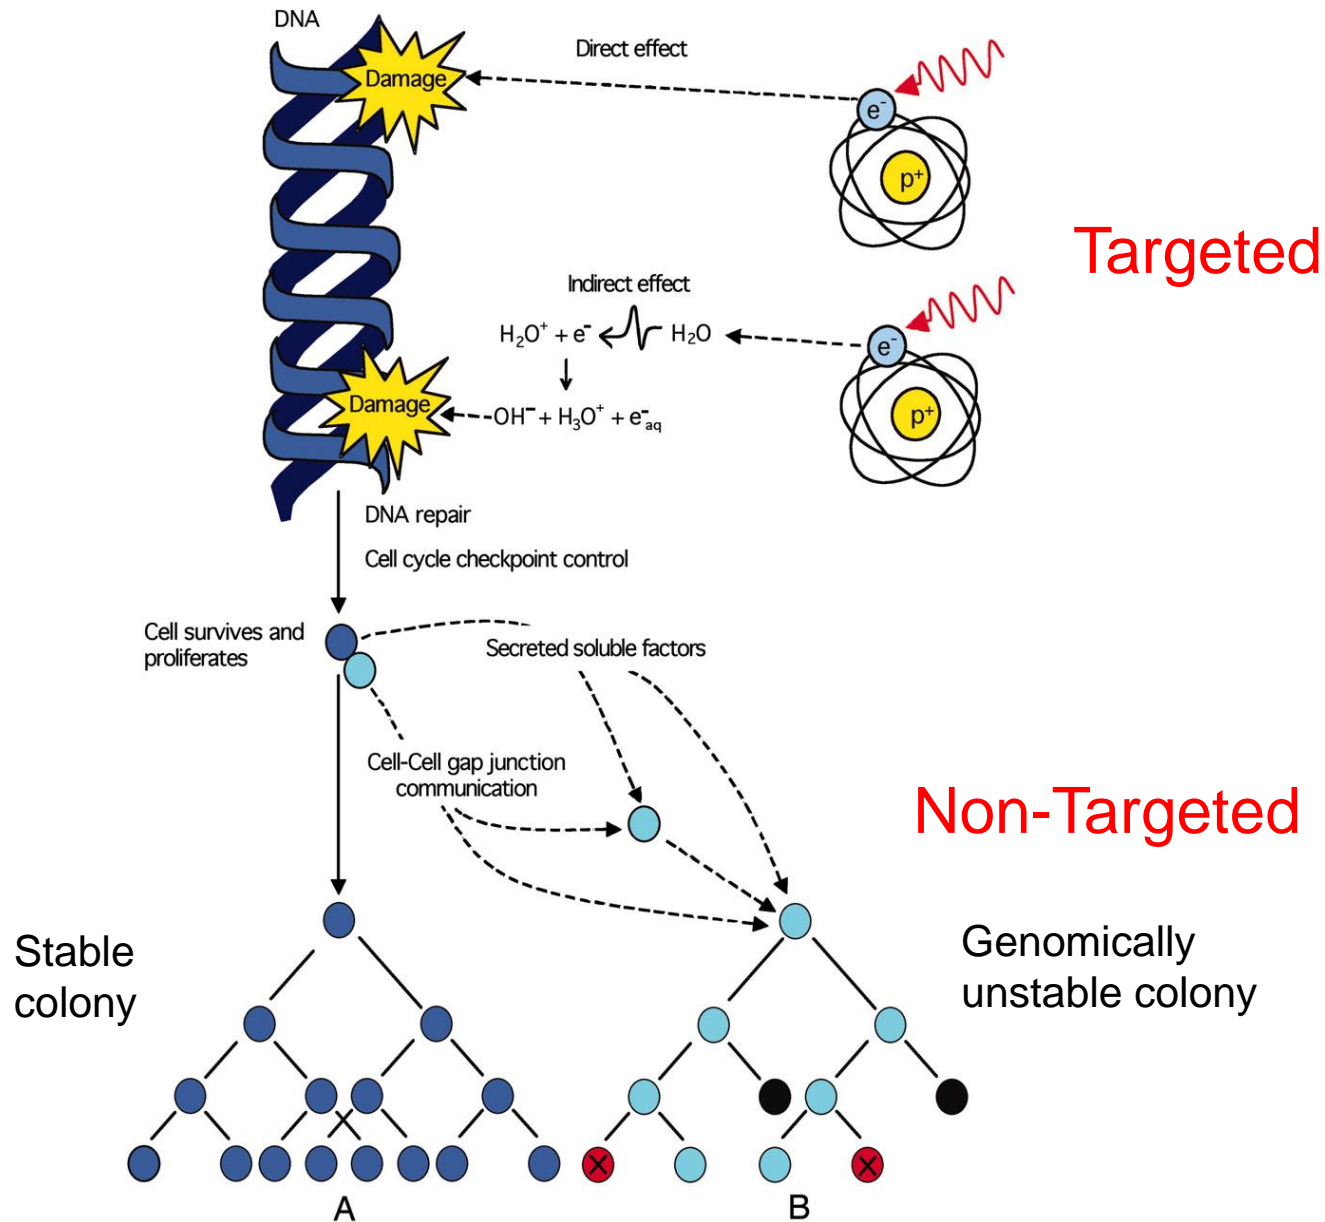 DNA
Direct effect
Damage
e⁻
p⁺
Targeted
Indirect effect
H₂O⁺ + e⁻ H₂O
e⁻
Damage
OH⁻ + H₃O⁺ + e⁻aq
p⁺
DNA repair
Cell cycle checkpoint control
Cell survives and
proliferates
Secreted soluble factors
Cell-Cell gap junction
communication
Non-Targeted
Stable
colony
Genomically
unstable colony
X
X
A
B